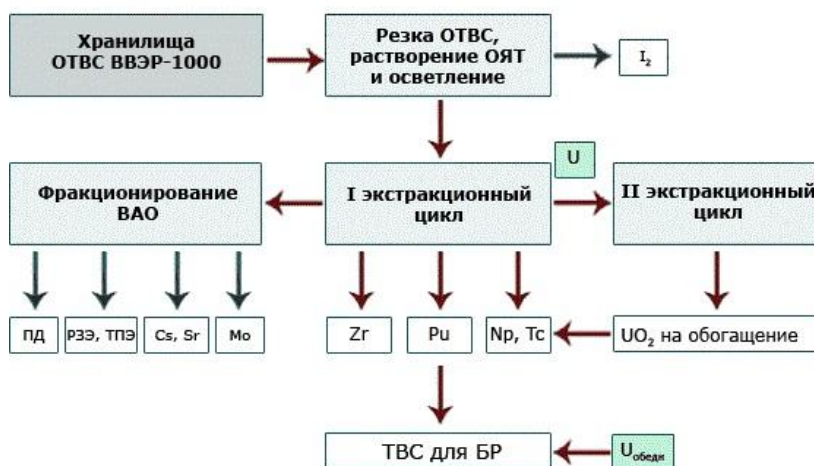 Хранилища
ОТВС ВВЭР-1000
Резка ОТВС,
растворение ОЯТ
и осветление
I₂
Фракционирование
ВАО
I экстракционный
цикл
U
II экстракционный
цикл
ПД
РЗЭ, ТПЭ
Cs, Sr
Mo
Zr
Pu
Np, Tc
UO₂ на обогащение
ТВС для БР
Uобедн